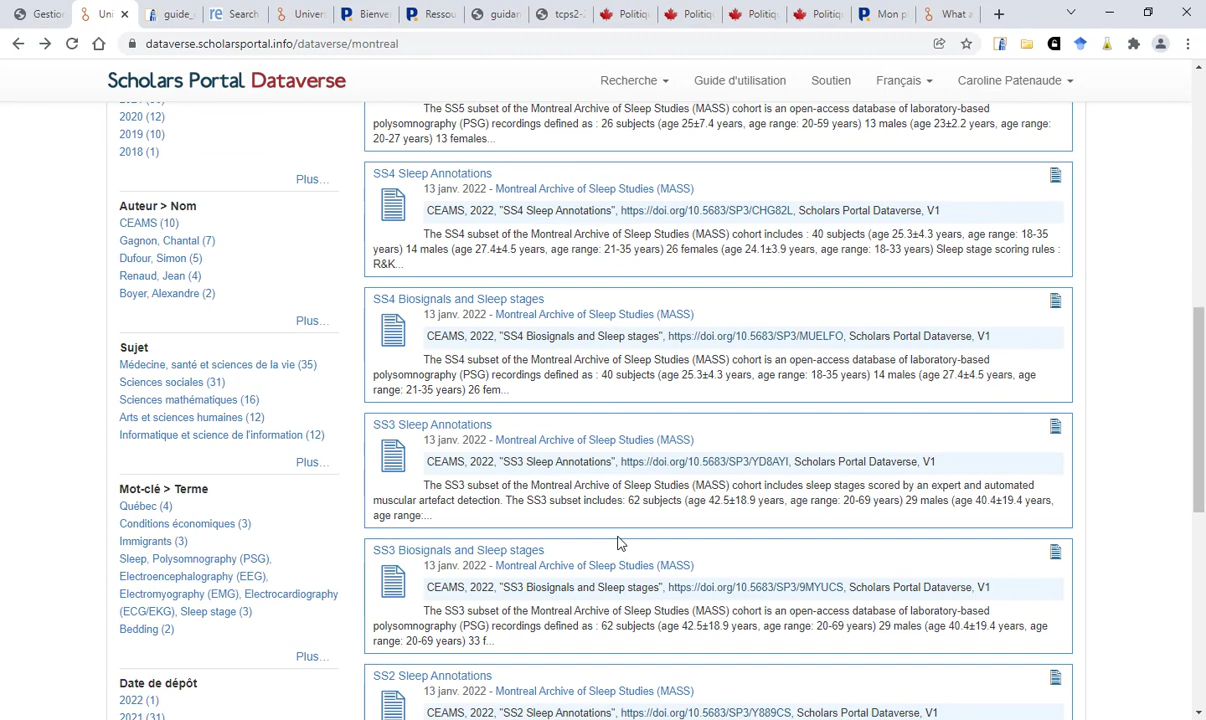 Gestio
Uni
guide_
Search
Univer
Bienve
Ressou
guidan
tcps2-
Politiq
Politiqu
Politiq
Politiqu
Mon p
What a
dataverse.scholarsportal.info/dataverse/montreal
Scholars Portal Dataverse
Recherche
Guide d'utilisation
Soutien
Français
Caroline Patenaude
2020 (12)
2019 (10)
2018 (1)
Plus...
Auteur > Nom
CEAMS (10)
Gagnon, Chantal (7)
Dufour, Simon (5)
Renaud, Jean (4)
Boyer, Alexandre (2)
Plus...
Sujet
Médecine, santé et sciences de la vie (35)
Sciences sociales (31)
Sciences mathématiques (16)
Arts et sciences humaines (12)
Informatique et science de l'information (12)
Plus...
Mot-clé > Terme
Québec (4)
Conditions économiques (3)
Immigrants (3)
Sleep, Polysomnography (PSG),
Electroencephalography (EEG),
Electromyography (EMG), Electrocardiography
(ECG/EKG), Sleep stage (3)
Bedding (2)
Plus...
Date de dépôt
2022 (1)
2021 (31)
The SS5 subset of the Montreal Archive of Sleep Studies (MASS) cohort is an open-access database of laboratory-based
polysomnography (PSG) recordings defined as : 26 subjects (age 25±7.4 years, age range: 20-59 years) 13 males (age 23±2.2 years, age range:
20-27 years) 13 females...
SS4 Sleep Annotations
13 janv. 2022 - Montreal Archive of Sleep Studies (MASS)
CEAMS, 2022, "SS4 Sleep Annotations", https://doi.org/10.5683/SP3/CHG82L, Scholars Portal Dataverse, V1
The SS4 subset of the Montreal Archive of Sleep Studies (MASS) cohort includes : 40 subjects (age 25.3±4.3 years, age range: 18-35
years) 14 males (age 27.4±4.5 years, age range: 21-35 years) 26 females (age 24.1±3.9 years, age range: 18-33 years) Sleep stage scoring rules :
R&K...
SS4 Biosignals and Sleep stages
13 janv. 2022 - Montreal Archive of Sleep Studies (MASS)
CEAMS, 2022, "SS4 Biosignals and Sleep stages", https://doi.org/10.5683/SP3/MUELFO, Scholars Portal Dataverse, V1
The SS4 subset of the Montreal Archive of Sleep Studies (MASS) cohort is an open-access database of laboratory-based
polysomnography (PSG) recordings defined as : 40 subjects (age 25.3±4.3 years, age range: 18-35 years) 14 males (age 27.4±4.5 years, age
range: 21-35 years) 26 fem...
SS3 Sleep Annotations
13 janv. 2022 - Montreal Archive of Sleep Studies (MASS)
CEAMS, 2022, "SS3 Sleep Annotations", https://doi.org/10.5683/SP3/YD8AYI, Scholars Portal Dataverse, V1
The SS3 subset of the Montreal Archive of Sleep Studies (MASS) cohort includes sleep stages scored by an expert and automated
muscular artefact detection. The SS3 subset includes: 62 subjects (age 42.5±18.9 years, age range: 20-69 years) 29 males (age 40.4±19.4 years,
age range:...
SS3 Biosignals and Sleep stages
13 janv. 2022 - Montreal Archive of Sleep Studies (MASS)
CEAMS, 2022, "SS3 Biosignals and Sleep stages", https://doi.org/10.5683/SP3/9MYUCS, Scholars Portal Dataverse, V1
The SS3 subset of the Montreal Archive of Sleep Studies (MASS) cohort is an open-access database of laboratory-based
polysomnography (PSG) recordings defined as : 62 subjects (age 42.5±18.9 years, age range: 20-69 years) 29 males (age 40.4±19.4 years, age
range: 20-69 years) 33 f...
SS2 Sleep Annotations
13 janv. 2022 - Montreal Archive of Sleep Studies (MASS)
CEAMS, 2022, "SS2 Sleep Annotations", https://doi.org/10.5683/SP3/Y889CS, Scholars Portal Dataverse, V1